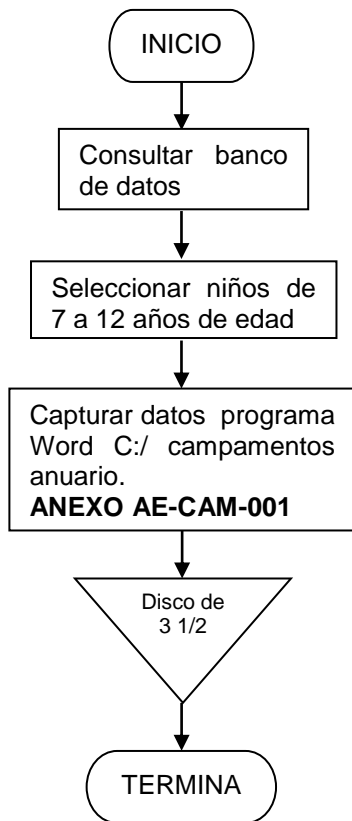 INICIO
Consultar banco
de datos
Seleccionar niños de
7 a 12 años de edad
Capturar datos programa
Word C:/ campamentos
anuario.
ANEXO AE-CAM-001
Disco de
3 1/2
TERMINA